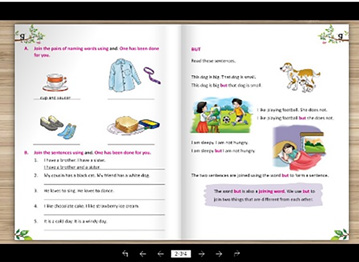 A. Join the pairs of naming words using and. One has been done
for you.
cup and saucer
B. Join the sentences using and. One has been done for you.
1. I have a brother. I have a sister.
I have a brother and a sister.
2. My cousin has a black cat. My friend has a white dog.
3. He loves to sing. He loves to dance.
4. I like chocolate cake. I like strawberry ice cream.
5. It is a cold day. It is a windy day.
BUT
Read these sentences.
This dog is big. That dog is small.
This dog is big but that dog is small.
I like playing football. She does not.
I like playing football but she does not.
I am sleepy. I am not hungry.
I am sleepy but I am not hungry.
The two sentences are joined using the word but to form a sentence.
The word but is also a joining word. We use but to
join two things that are different from each other.